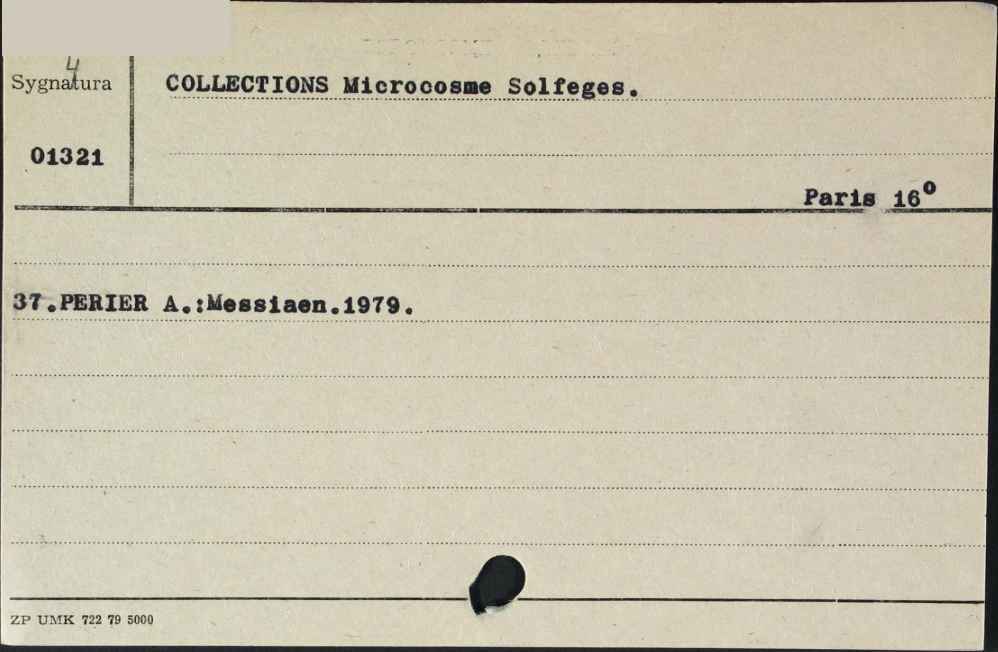 4
Sygnatura
COLLECTIONS Microcosme Solfeges.
01321
Paris 16⁰
37.PERIER A.:Messiaen.1979.
ZP UMK 722 79 5000